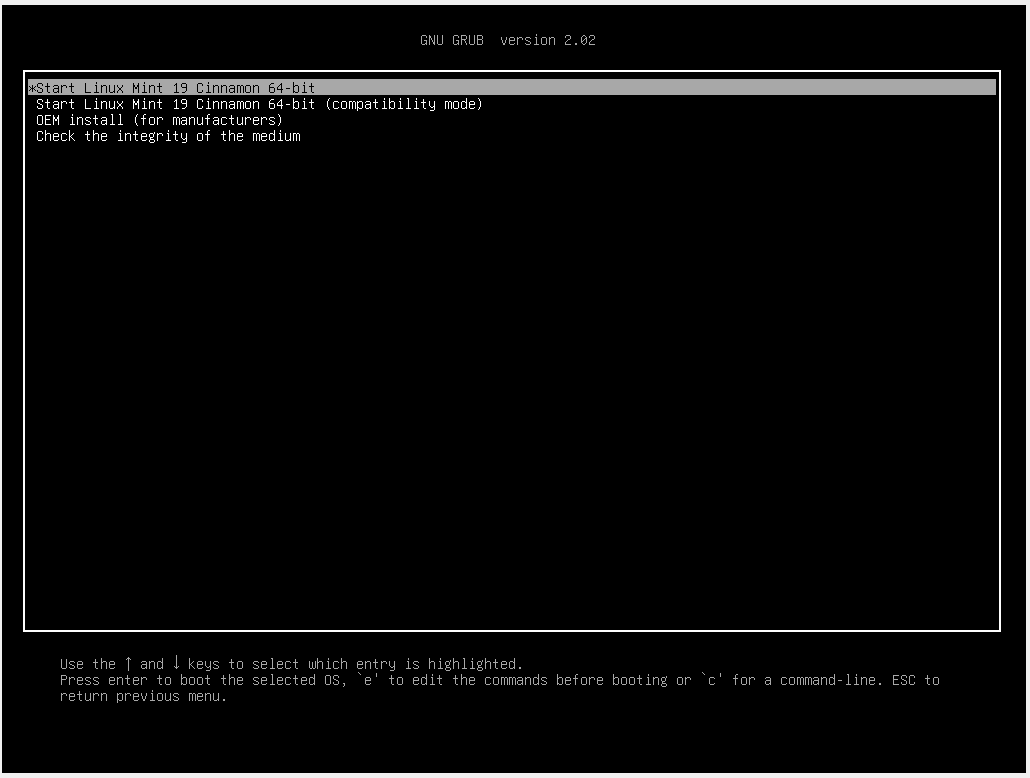 GNU GRUB  version 2.02
*Start Linux Mint 19 Cinnamon 64-bit
Start Linux Mint 19 Cinnamon 64-bit (compatibility mode)
OEM install (for manufacturers)
Check the integrity of the medium
Use the ↑ and ↓ keys to select which entry is highlighted.
Press enter to boot the selected OS, `e' to edit the commands before booting or `c' for a command-line. ESC to
return previous menu.